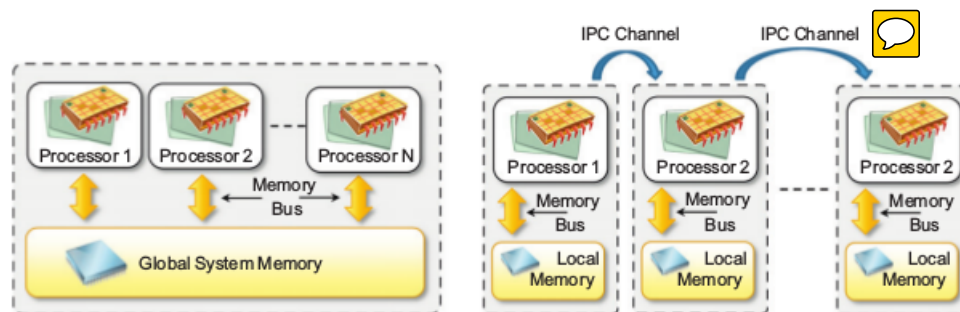 IPC Channel
IPC Channel
Processor 1
Processor 2
Processor N
Memory
Bus
Global System Memory
Processor 1
Processor 2
Processor 2
Memory
Bus
Memory
Bus
Memory
Bus
Local
Memory
Local
Memory
Local
Memory